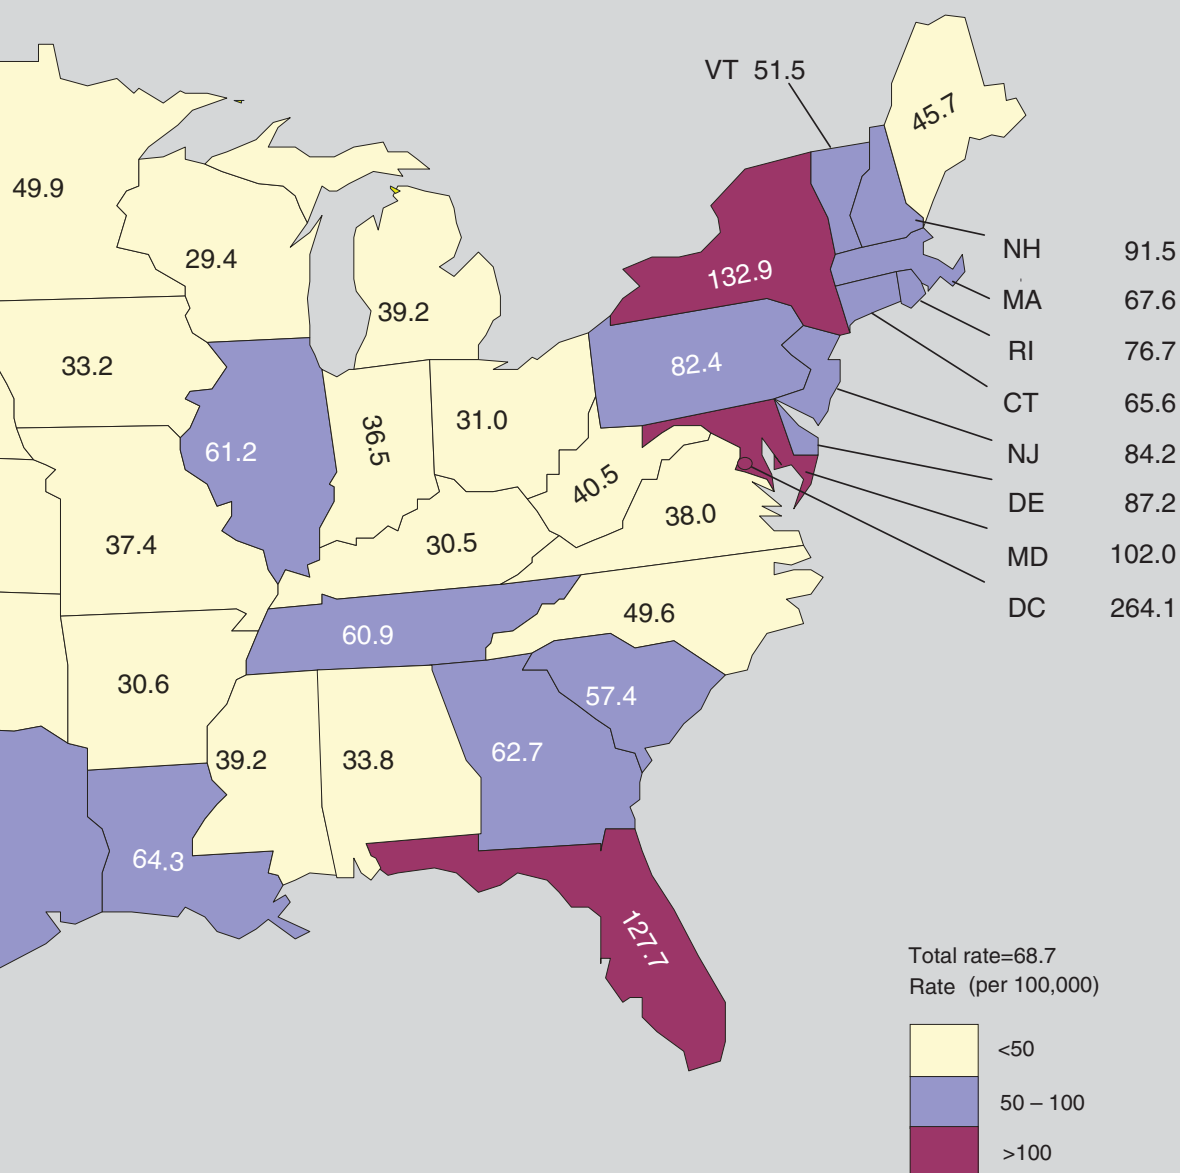 VT 51.5
45.7
49.9
29.4
132.9
NH 91.5
39.2
MA 67.6
33.2
82.4
RI 76.7
CT 65.6
31.0
36.5
61.2
NJ 84.2
40.5
DE 87.2
38.0
37.4
30.5
MD 102.0
49.6
DC 264.1
60.9
30.6
57.4
39.2
33.8
62.7
64.3
127.7
Total rate=68.7
Rate (per 100,000)
<50
50 – 100
>100